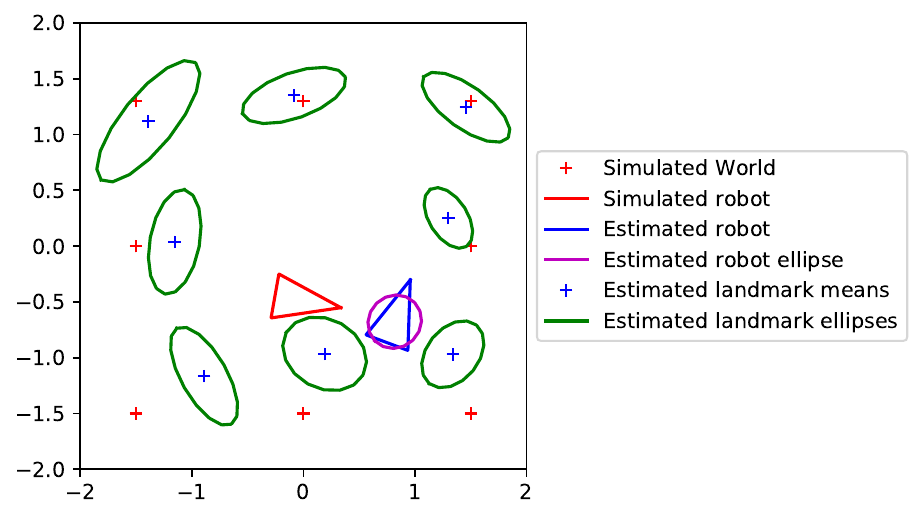 2.0
1.5
1.0
0.5
0.0
−0.5
−1.0
−1.5
−2.0
−2
−1
0
1
2
Simulated World
Simulated robot
Estimated robot
Estimated robot ellipse
Estimated landmark means
Estimated landmark ellipses